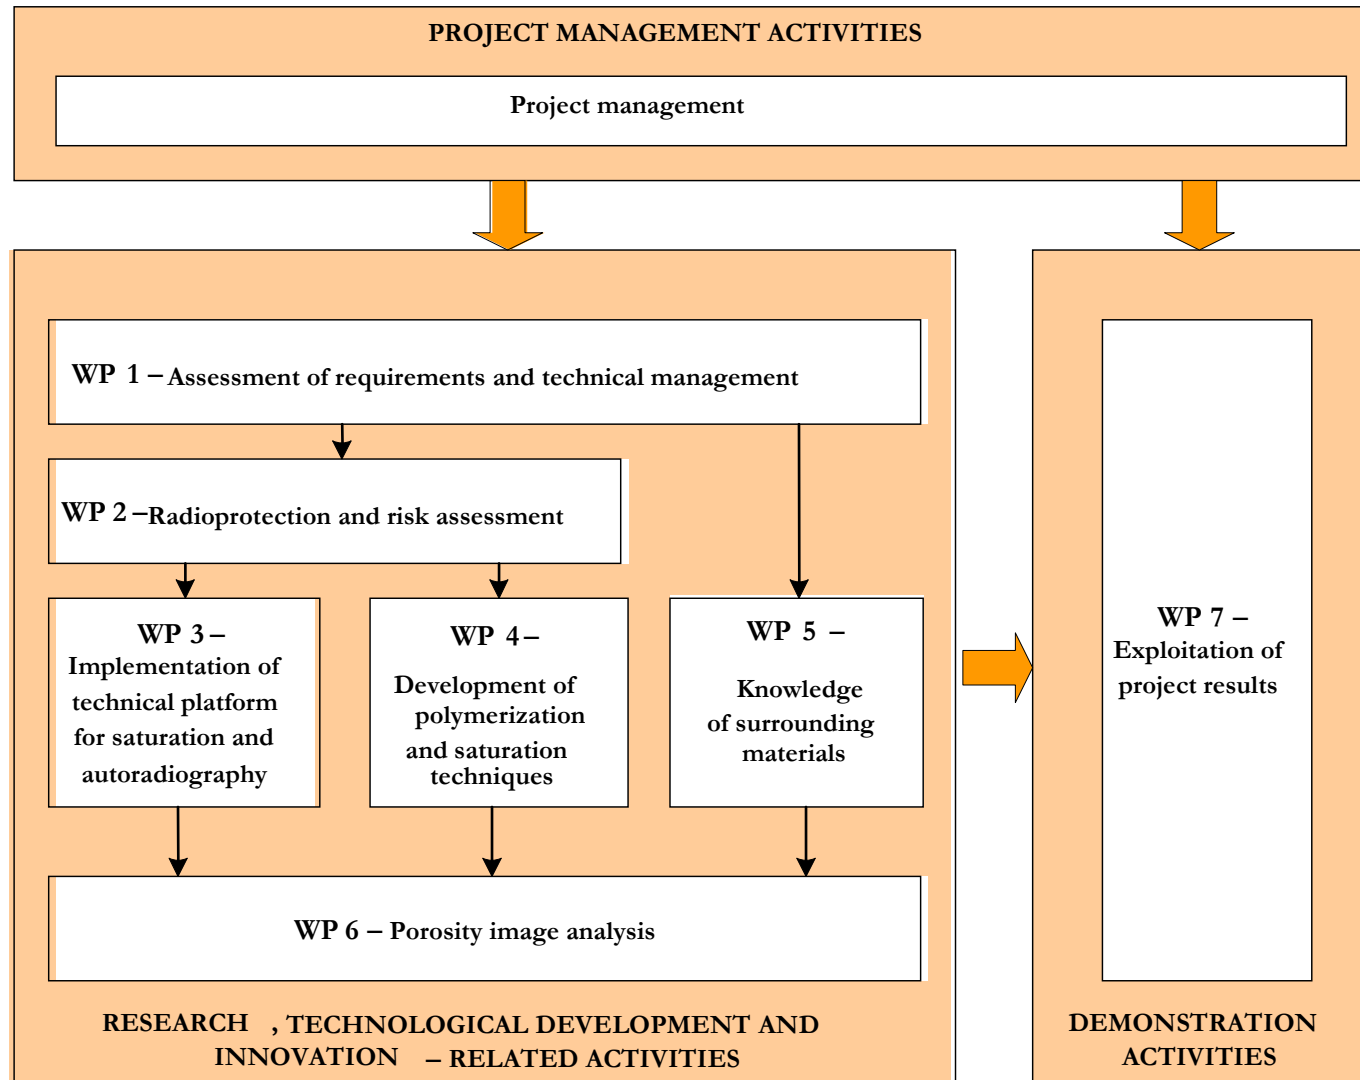 PROJECT MANAGEMENT ACTIVITIES
Project management
WP 1 – Assessment of requirements and technical management
WP 2 – Radioprotection and risk assessment
WP 3 –
Implementation of
technical platform
for saturation and
autoradiography
WP 4 –
Development of
polymerization
and saturation
techniques
WP 5 –
Knowledge
of surrounding
materials
WP 6 – Porosity image analysis
RESEARCH , TECHNOLOGICAL DEVELOPMENT AND
INNOVATION – RELATED ACTIVITIES
WP 7 –
Exploitation of
project results
DEMONSTRATION
ACTIVITIES